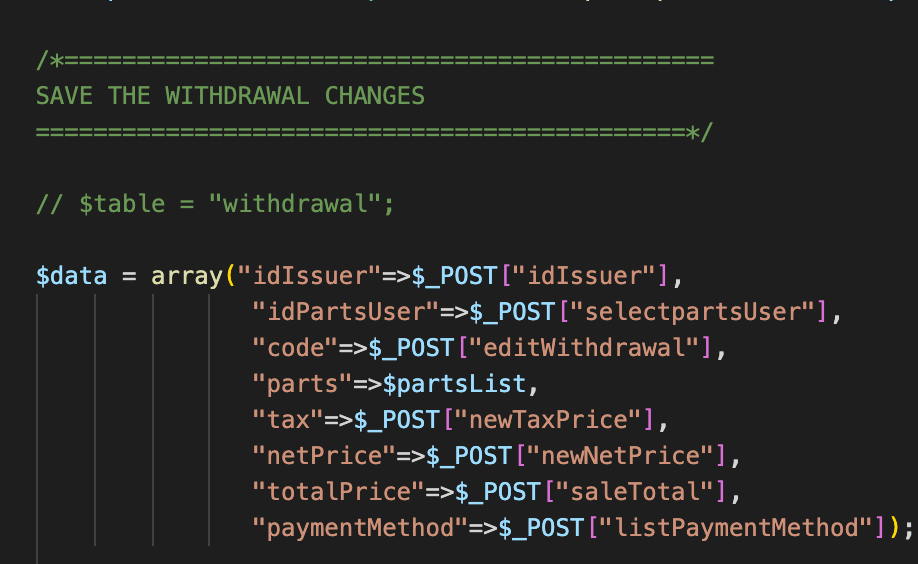 /*=============================================
SAVE THE WITHDRAWAL CHANGES
=============================================*/
// $table = "withdrawal";
$data = array("idIssuer"=>$_POST["idIssuer"],
"idPartsUser"=>$_POST["selectpartsUser"],
"code"=>$_POST["editWithdrawal"],
"parts"=>$partsList,
"tax"=>$_POST["newTaxPrice"],
"netPrice"=>$_POST["newNetPrice"],
"totalPrice"=>$_POST["saleTotal"],
"paymentMethod"=>$_POST["listPaymentMethod"]);